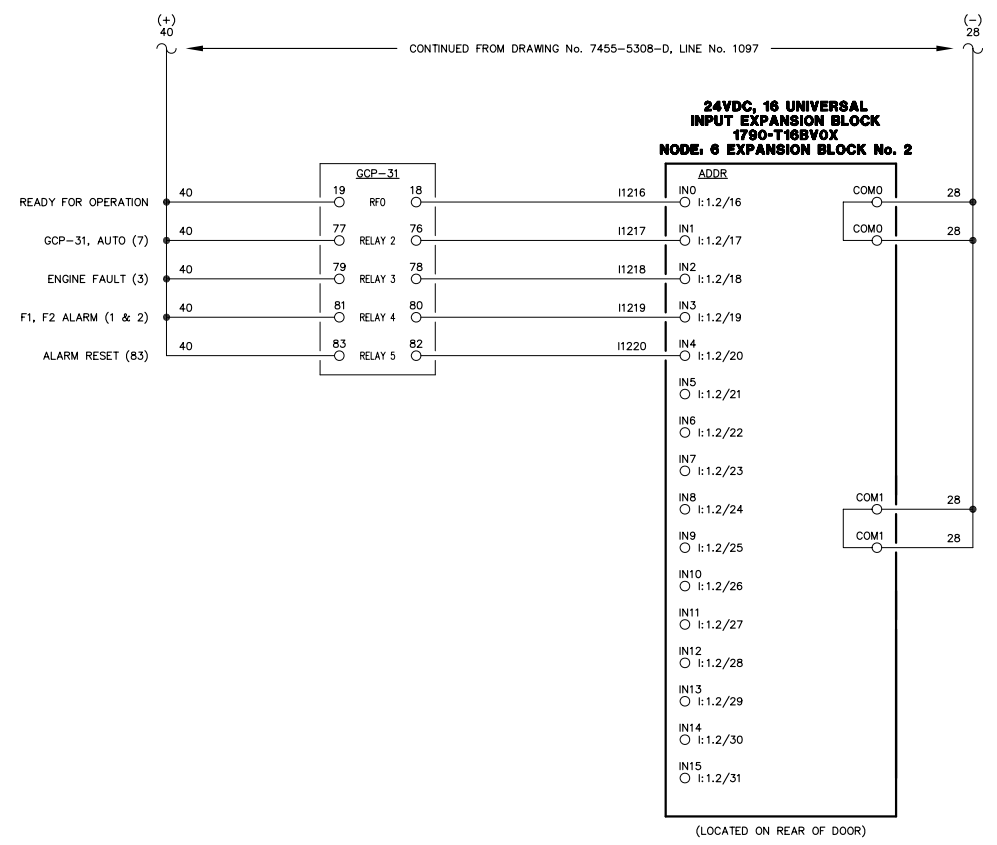 (+) (−)
40 28
CONTINUED FROM DRAWING No. 7455−5308−D, LINE No. 1097
24VDC, 16 UNIVERSAL
INPUT EXPANSION BLOCK
1790-T16BV0X
NODE: 6 EXPANSION BLOCK No. 2
GCP−31 ADDR
READY FOR OPERATION 40 19 RFO 18 I1216 IN0 I:1.2/16 COM0 28
GCP−31, AUTO (7) 40 77 RELAY 2 76 I1217 IN1 I:1.2/17 COM0 28
ENGINE FAULT (3) 40 79 RELAY 3 78 I1218 IN2 I:1.2/18
F1, F2 ALARM (1 & 2) 40 81 RELAY 4 80 I1219 IN3 I:1.2/19
ALARM RESET (83) 40 83 RELAY 5 82 I1220 IN4 I:1.2/20
IN5 I:1.2/21
IN6 I:1.2/22
IN7 I:1.2/23
IN8 I:1.2/24 COM1 28
IN9 I:1.2/25 COM1 28
IN10 I:1.2/26
IN11 I:1.2/27
IN12 I:1.2/28
IN13 I:1.2/29
IN14 I:1.2/30
IN15 I:1.2/31
(LOCATED ON REAR OF DOOR)